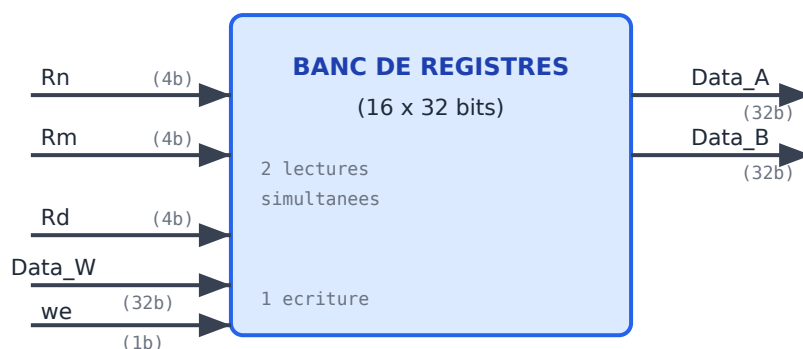 BANC DE REGISTRES
(16 x 32 bits)
Rn (4b)
Rm (4b)
2 lectures
simultanees
Rd (4b)
Data_W
(32b)
we
(1b)
1 ecriture
Data_A
(32b)
Data_B
(32b)